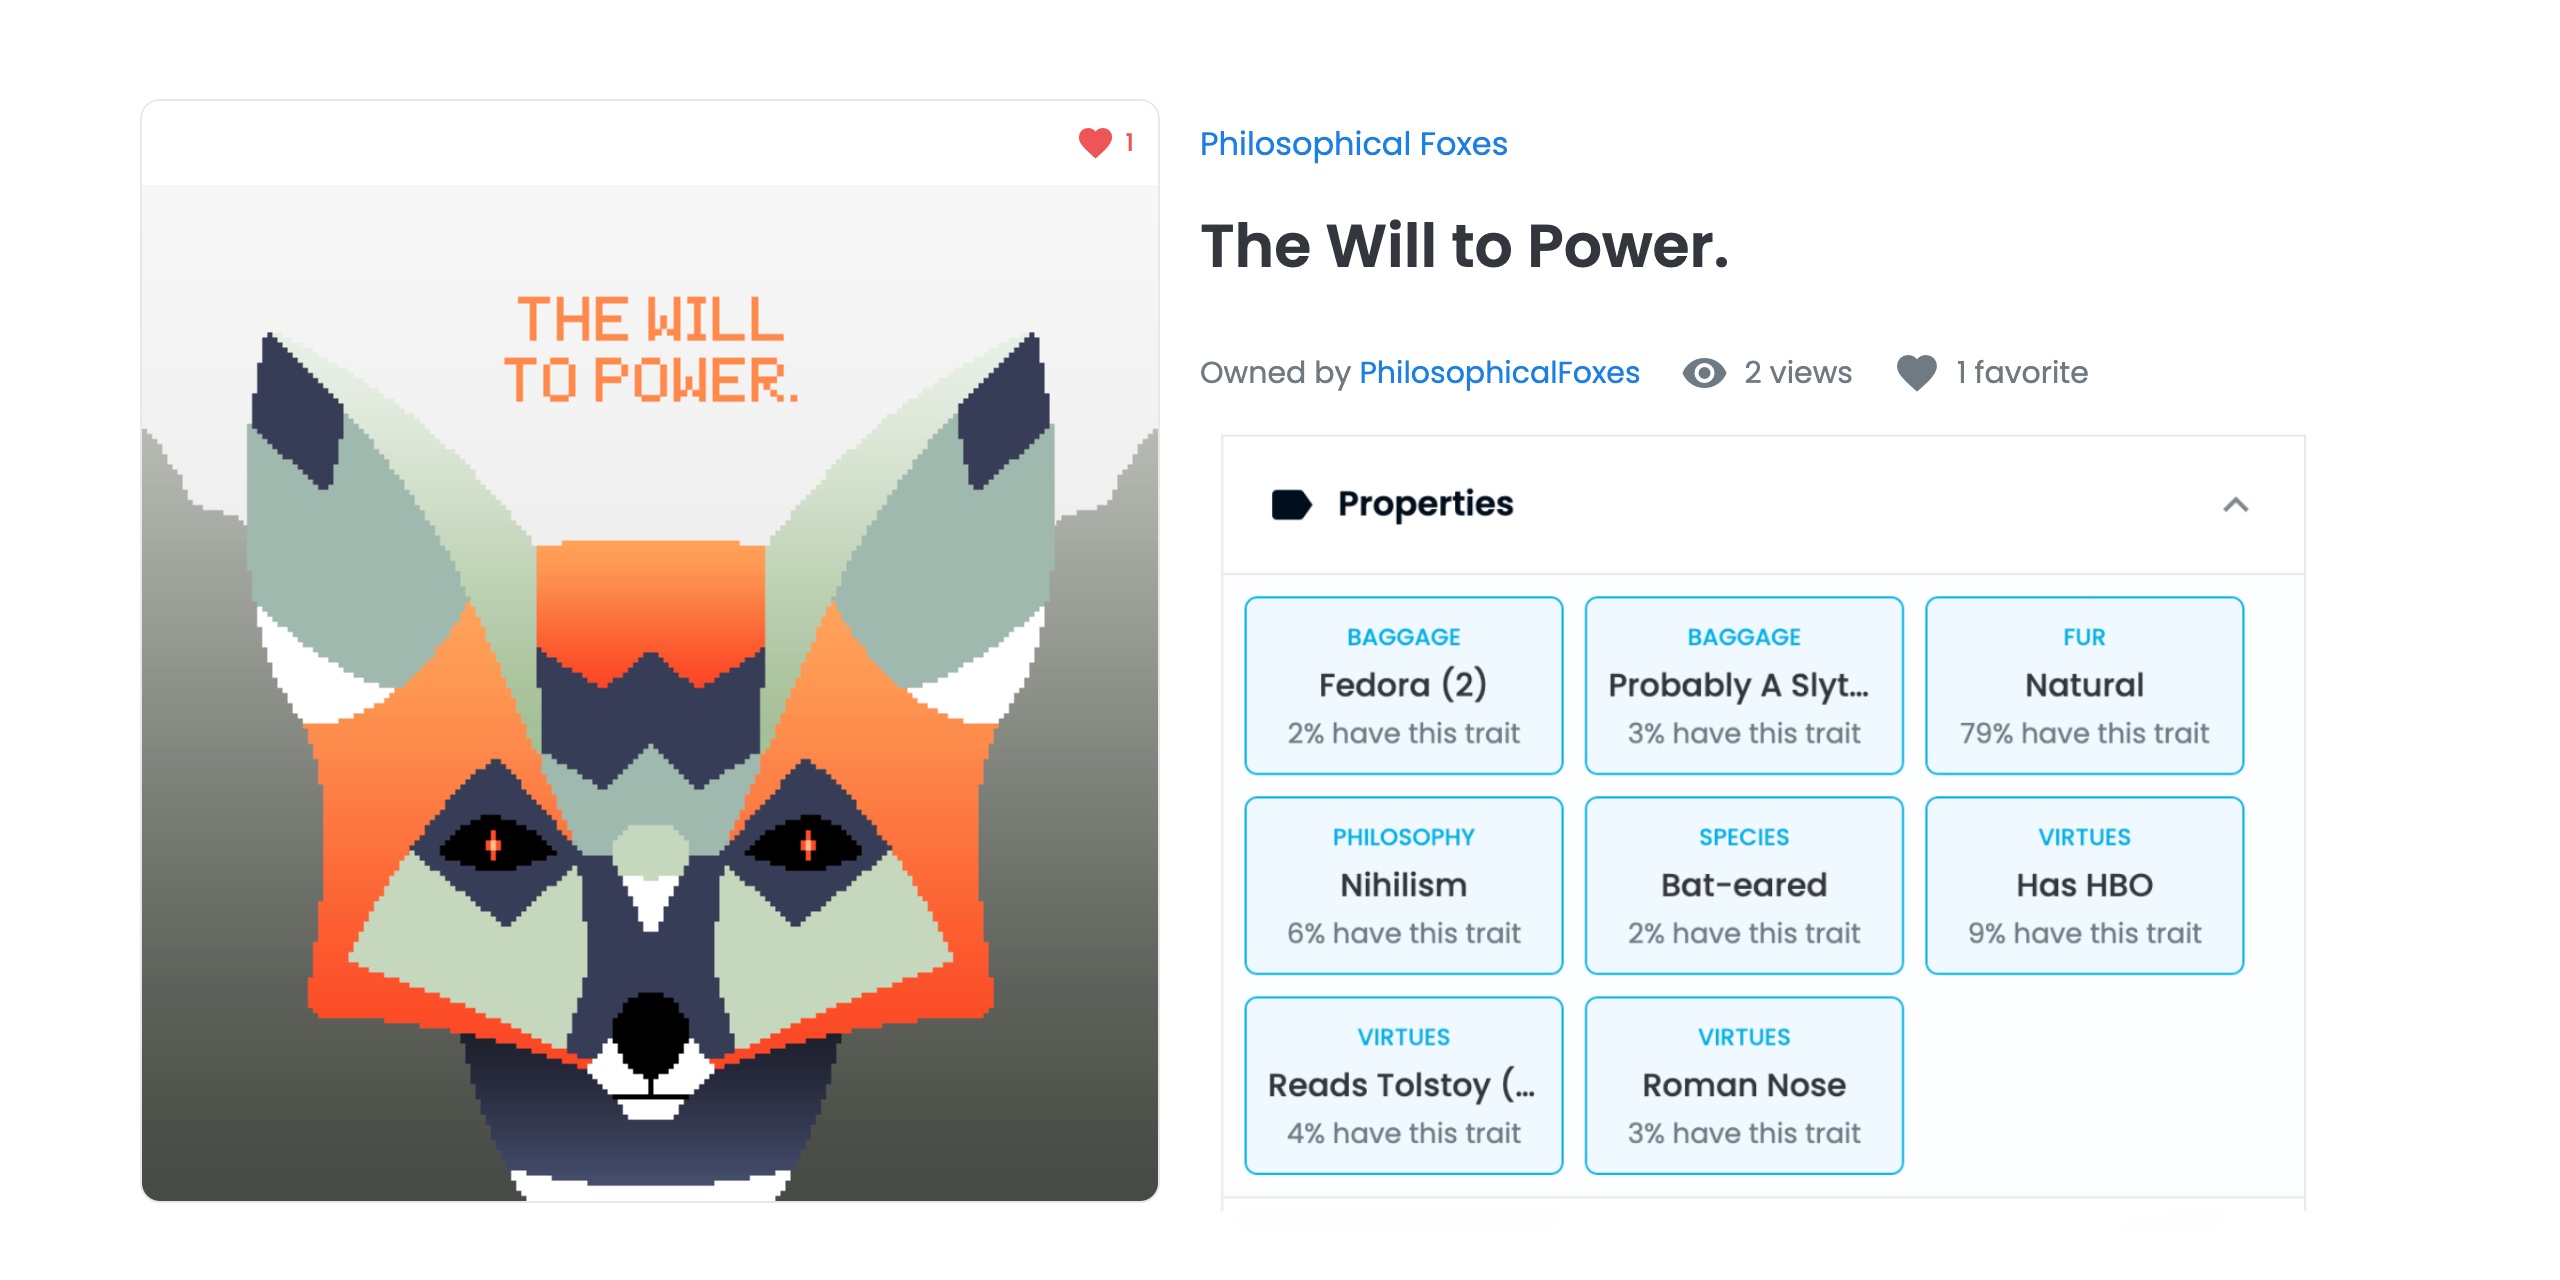 1
THE WILL
TO POWER.
Philosophical Foxes
The Will to Power.
Owned by PhilosophicalFoxes 2 views 1 favorite
Properties
BAGGAGE
Fedora (2)
2% have this trait
BAGGAGE
Probably A Slyt...
3% have this trait
FUR
Natural
79% have this trait
PHILOSOPHY
Nihilism
6% have this trait
SPECIES
Bat-eared
2% have this trait
VIRTUES
Has HBO
9% have this trait
VIRTUES
Reads Tolstoy (...
4% have this trait
VIRTUES
Roman Nose
3% have this trait